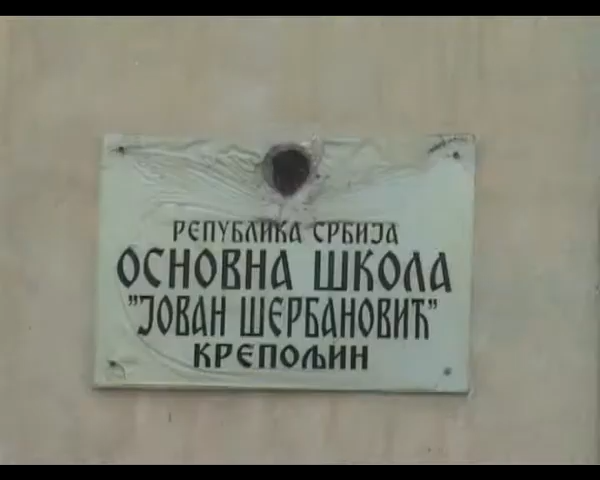 РЕПУБЛИКА СРБИЈА
ОСНОВНА ШКОЛА
"ЈОВАН ШЕРБАНОВИЋ"
КРЕПОЉИН